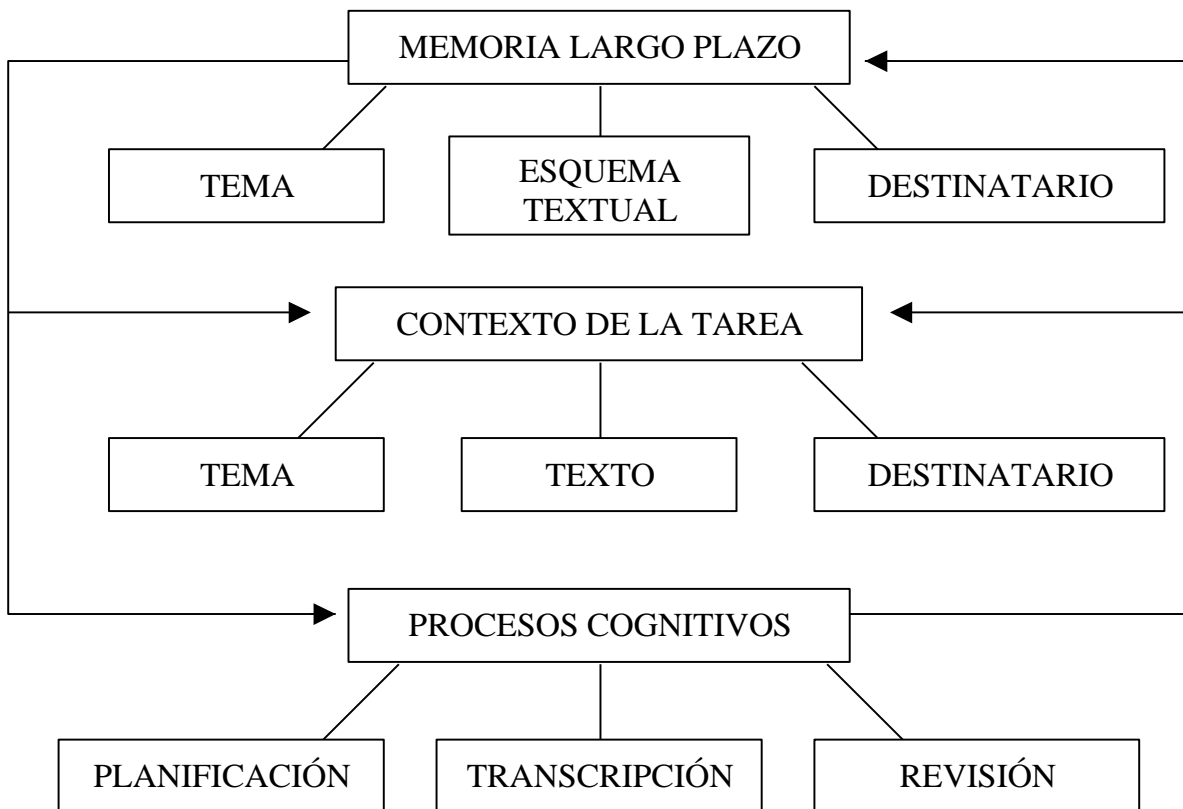 MEMORIA LARGO PLAZO
TEMA
ESQUEMA
TEXTUAL
DESTINATARIO
CONTEXTO DE LA TAREA
TEMA
TEXTO
DESTINATARIO
PROCESOS COGNITIVOS
PLANIFICACIÓN
TRANSCRIPCIÓN
REVISIÓN